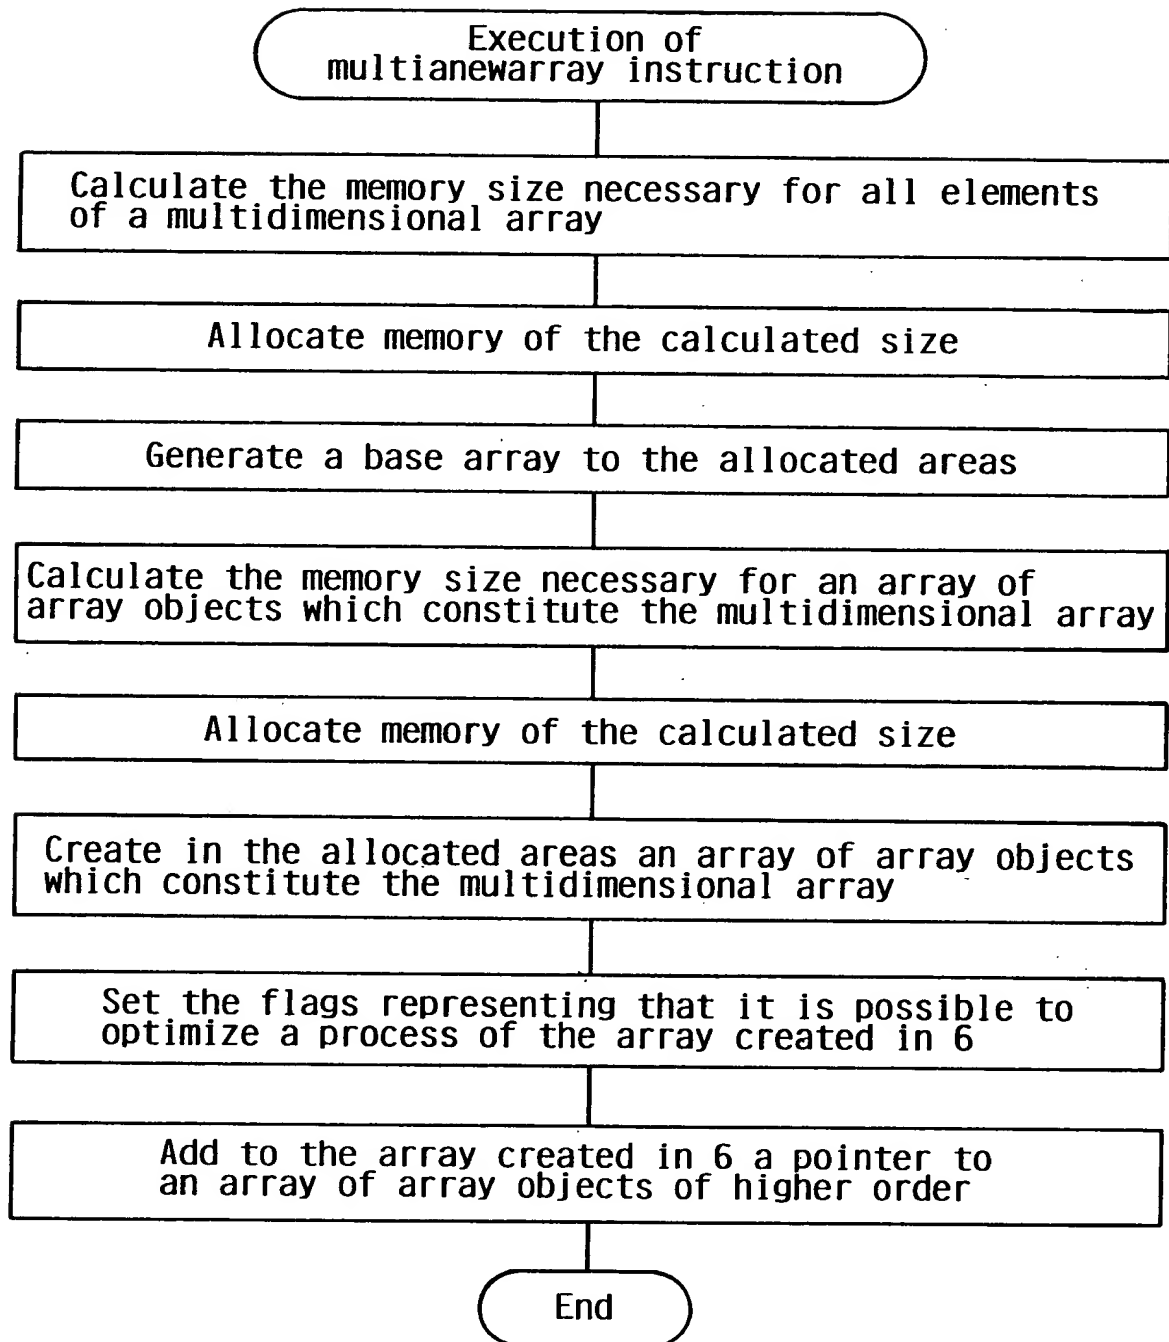 Execution of
multianewarray instruction
Calculate the memory size necessary for all elements
of a multidimensional array
Allocate memory of the calculated size
Generate a base array to the allocated areas
Calculate the memory size necessary for an array of
array objects which constitute the multidimensional array
Allocate memory of the calculated size
Create in the allocated areas an array of array objects
which constitute the multidimensional array
Set the flags representing that it is possible to
optimize a process of the array created in 6
Add to the array created in 6 a pointer to
an array of array objects of higher order
End